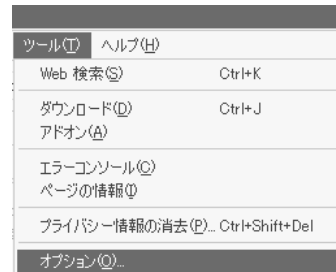 ツール(T) ヘルプ(H)
Web 検索(S) Ctrl+K
ダウンロード(D) Ctrl+J
アドオン(A)
エラーコンソール(C)
ページの情報(I)
プライバシー情報の消去(P)... Ctrl+Shift+Del
オプション(O)...